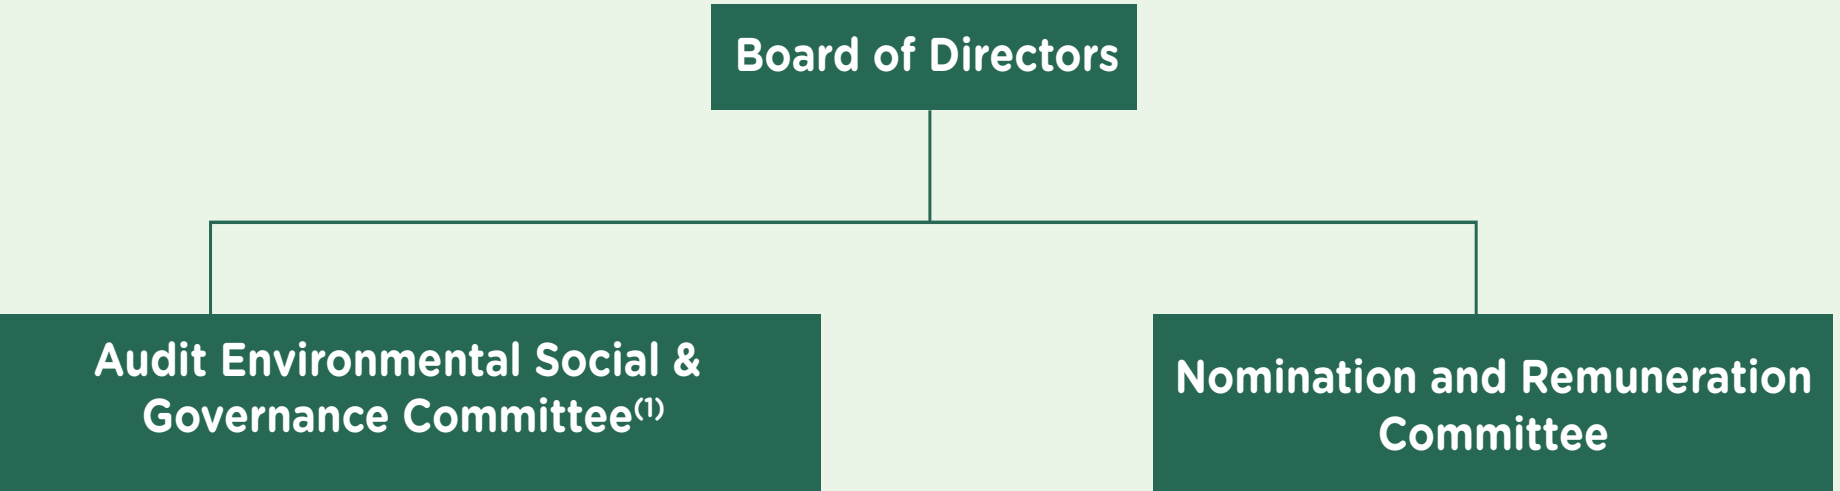 Board of Directors
Audit Environmental Social &
Governance Committee(1)
Nomination and Remuneration
Committee